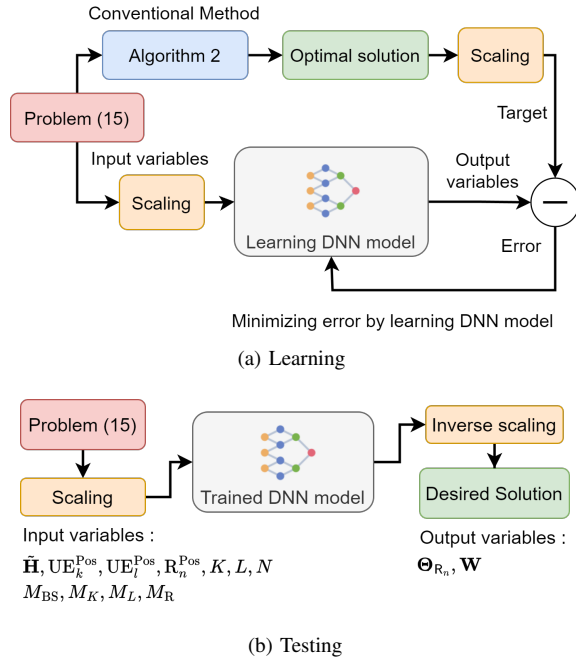 Conventional Method
Algorithm 2
Optimal solution
Scaling
Problem (15)
Target
Input variables
Scaling
Learning DNN model
Output
variables
−
Error
Minimizing error by learning DNN model
(a) Learning
Problem (15)
Scaling
Trained DNN model
Inverse scaling
Desired Solution
Input variables :
H̃, UE_k^Pos, UE_l^Pos, R_n^Pos, K, L, N
M_BS, M_K, M_L, M_R
Output variables :
Θ_{R_n}, W
(b) Testing